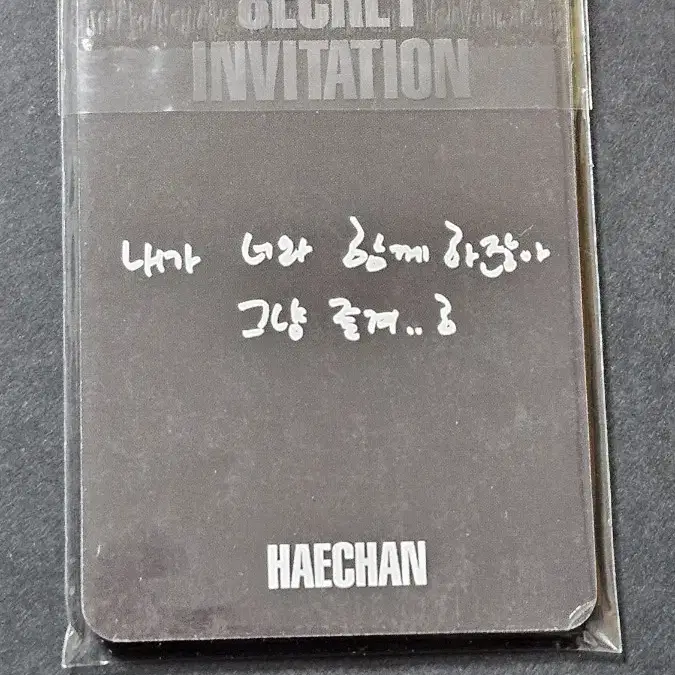 SECRET
INVITATION
내가 너와 함께 하잖아
그냥 즐겨..ㅎ
HAECHAN